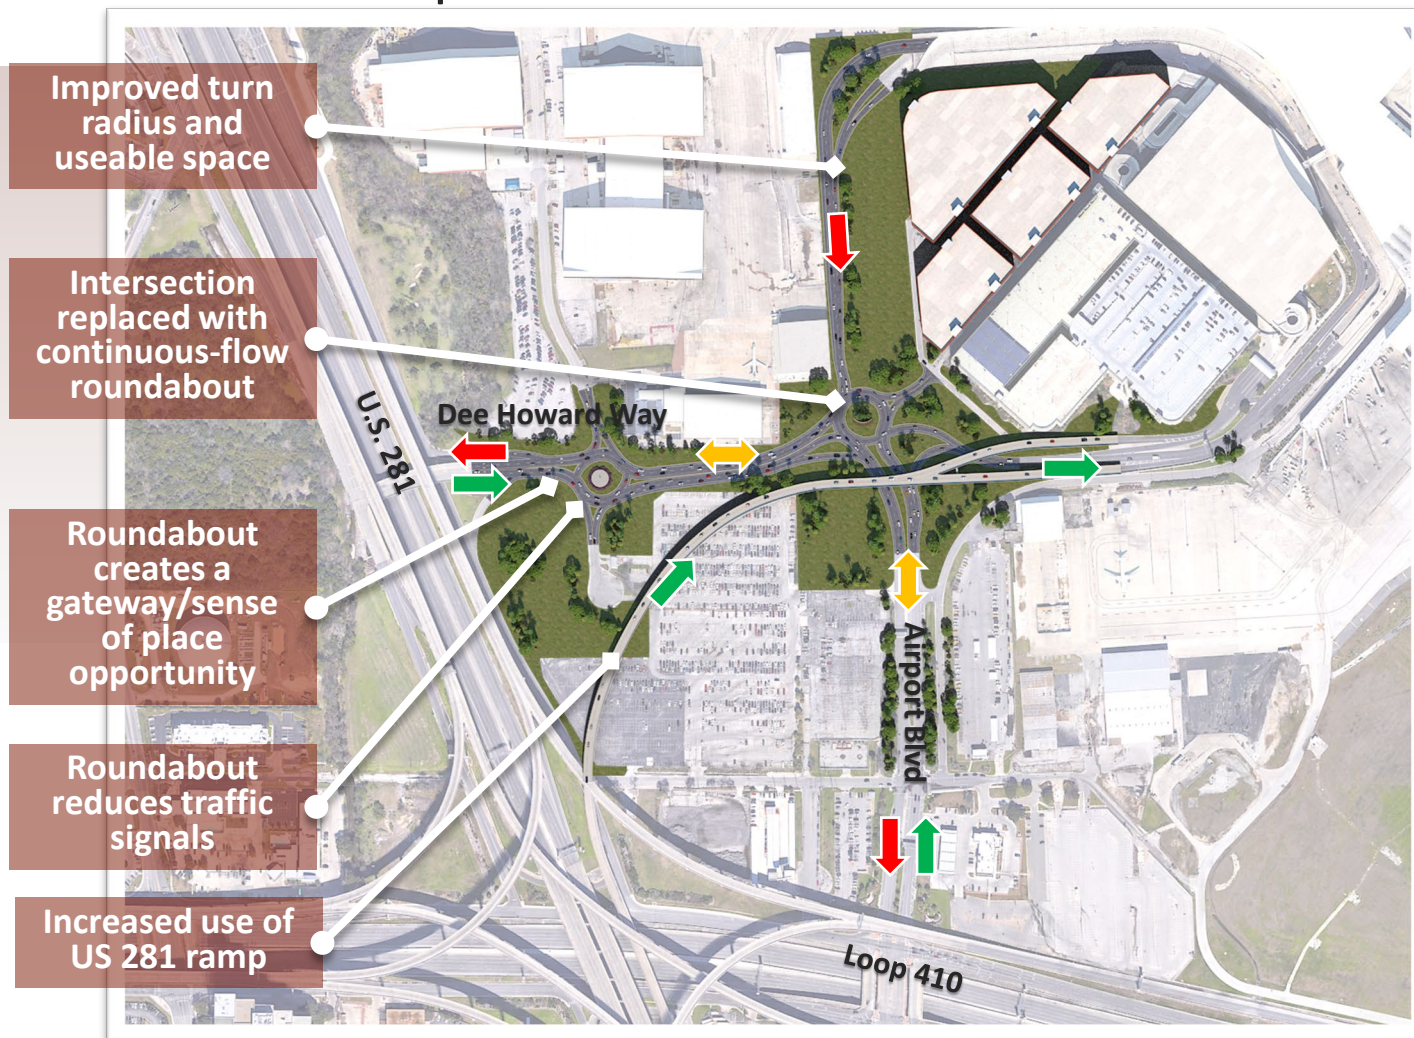 Improved turn
radius and
useable space
Intersection
replaced with
continuous-flow
roundabout
U.S. 281
Dee Howard Way
Roundabout
creates a
gateway/sense
of place
opportunity
Airport Blvd
Roundabout
reduces traffic
signals
Increased use of
US 281 ramp
Loop 410